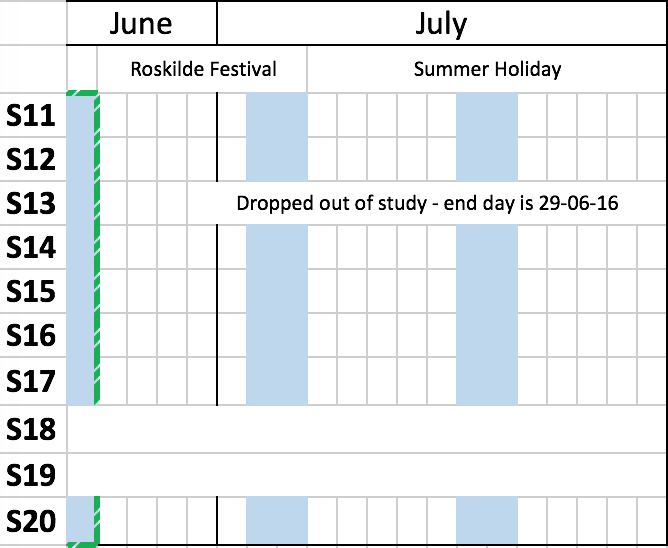 June July
Roskilde Festival Summer Holiday
S11
S12
S13 Dropped out of study - end day is 29-06-16
S14
S15
S16
S17
S18
S19
S20